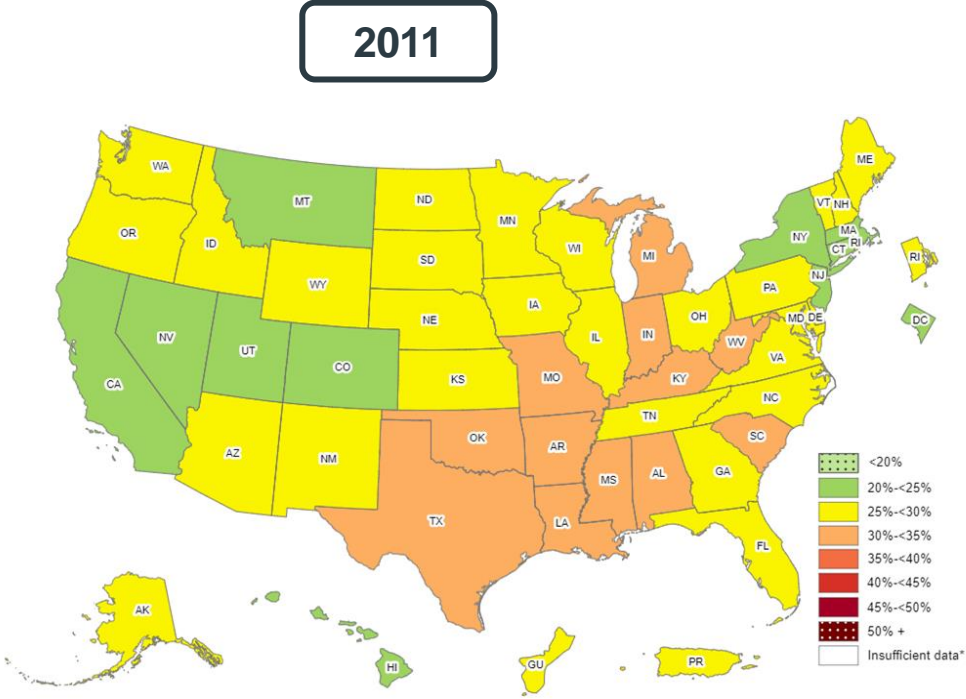 2011
WA
MT
ND
MN
ME
VT
NH
OR
ID
SD
WI
MI
NY
MA
CT
RI
RI
WY
NE
IA
IL
IN
OH
PA
NJ
DC
NV
UT
CO
KS
MO
KY
WV
MD
DE
VA
CA
AZ
NM
OK
AR
TN
NC
SC
TX
LA
MS
AL
GA
FL
AK
HI
GU
PR
<20%
20%-<25%
25%-<30%
30%-<35%
35%-<40%
40%-<45%
45%-<50%
50% +
Insufficient data*